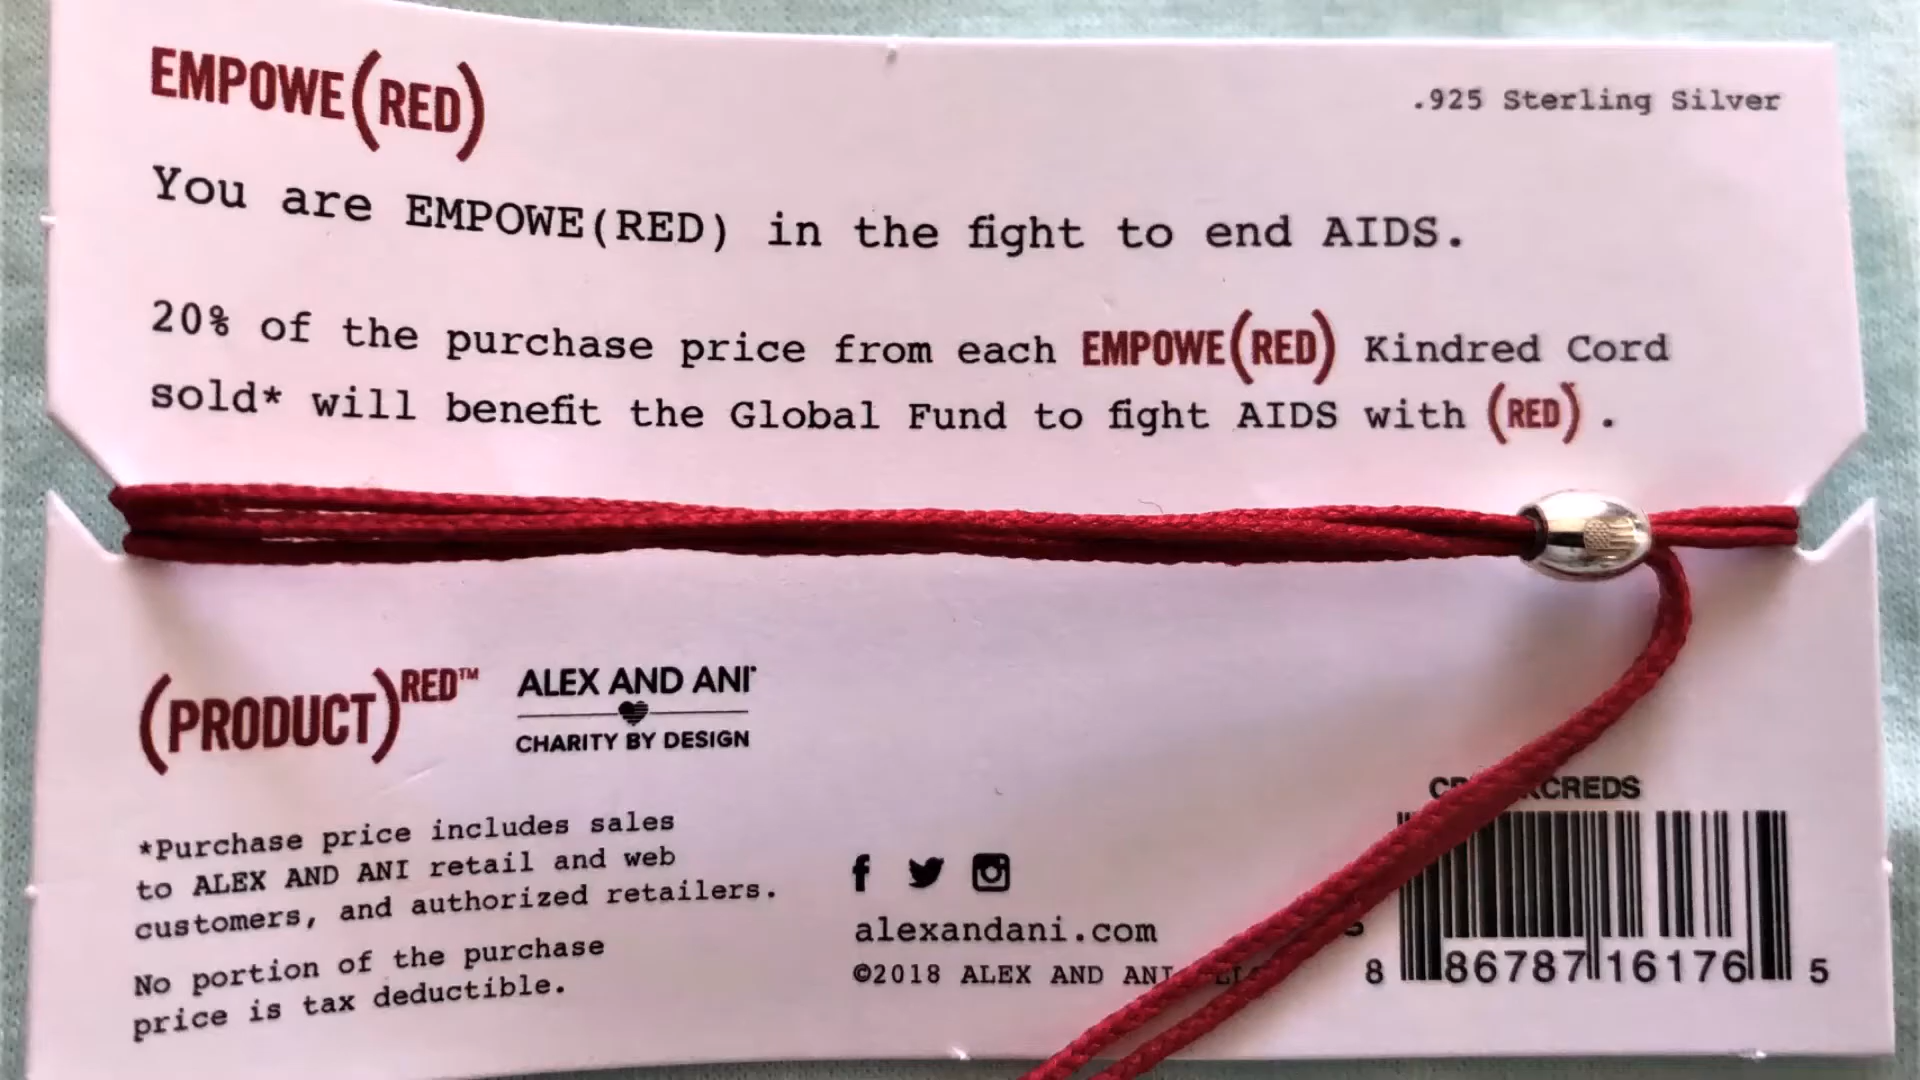 EMPOWE(RED)
.925 Sterling Silver
You are EMPOWE(RED) in the fight to end AIDS.
20% of the purchase price from each EMPOWE(RED) Kindred Cord
sold* will benefit the Global Fund to fight AIDS with (RED).
(PRODUCT)RED™
ALEX AND ANI
CHARITY BY DESIGN
*Purchase price includes sales
to ALEX AND ANI retail and web
customers, and authorized retailers.
No portion of the purchase
price is tax deductible.
alexandani.com
©2018 ALEX AND ANI
8 86787 16176 5